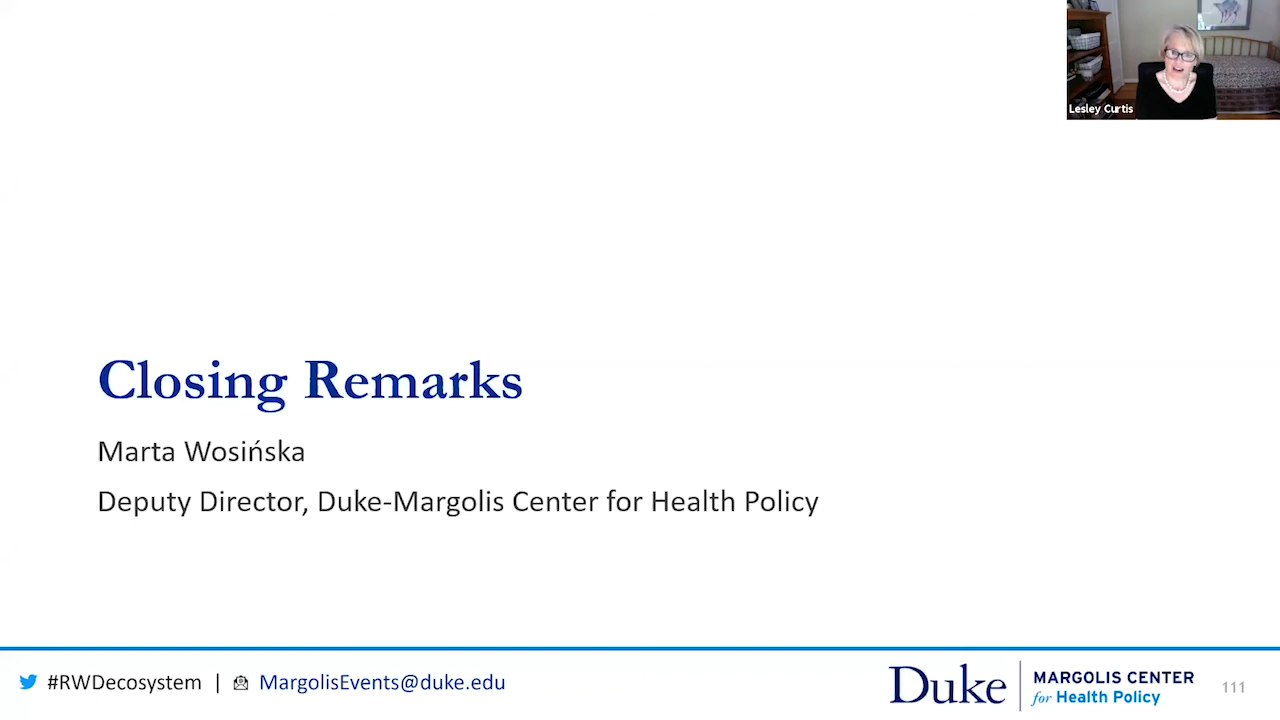 Lesley Curtis
Closing Remarks
Marta Wosińska
Deputy Director, Duke-Margolis Center for Health Policy
#RWDecosystem | MargolisEvents@duke.edu
Duke
MARGOLIS CENTER
for Health Policy
111